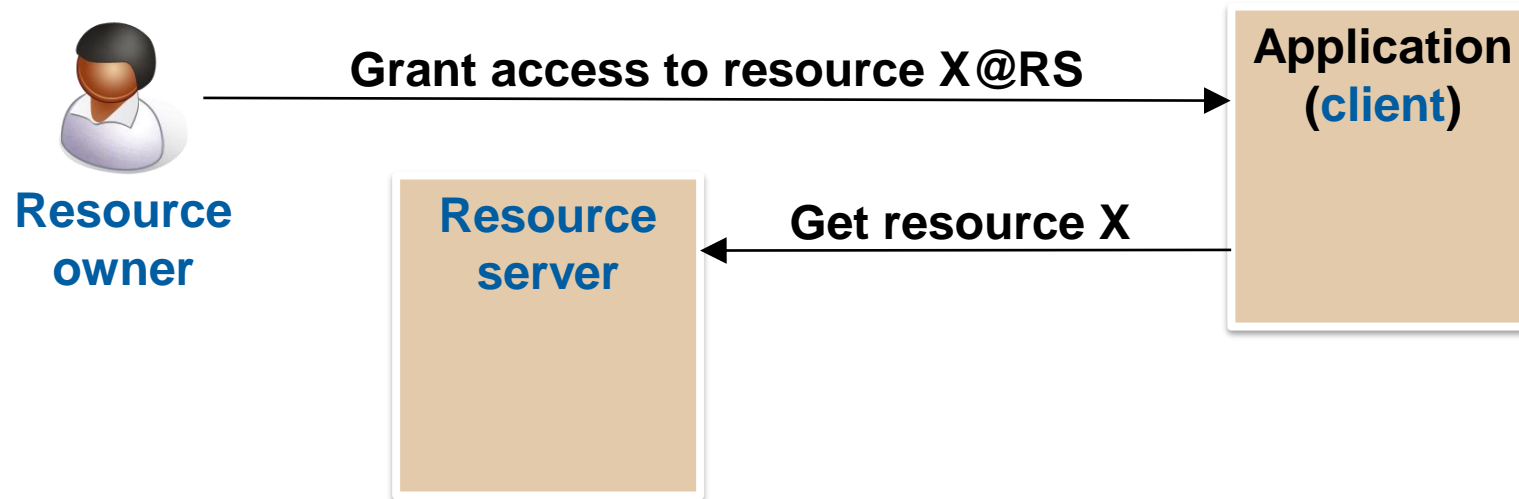 Grant access to resource X@RS
Application
(client)
Resource
owner
Resource
server
Get resource X